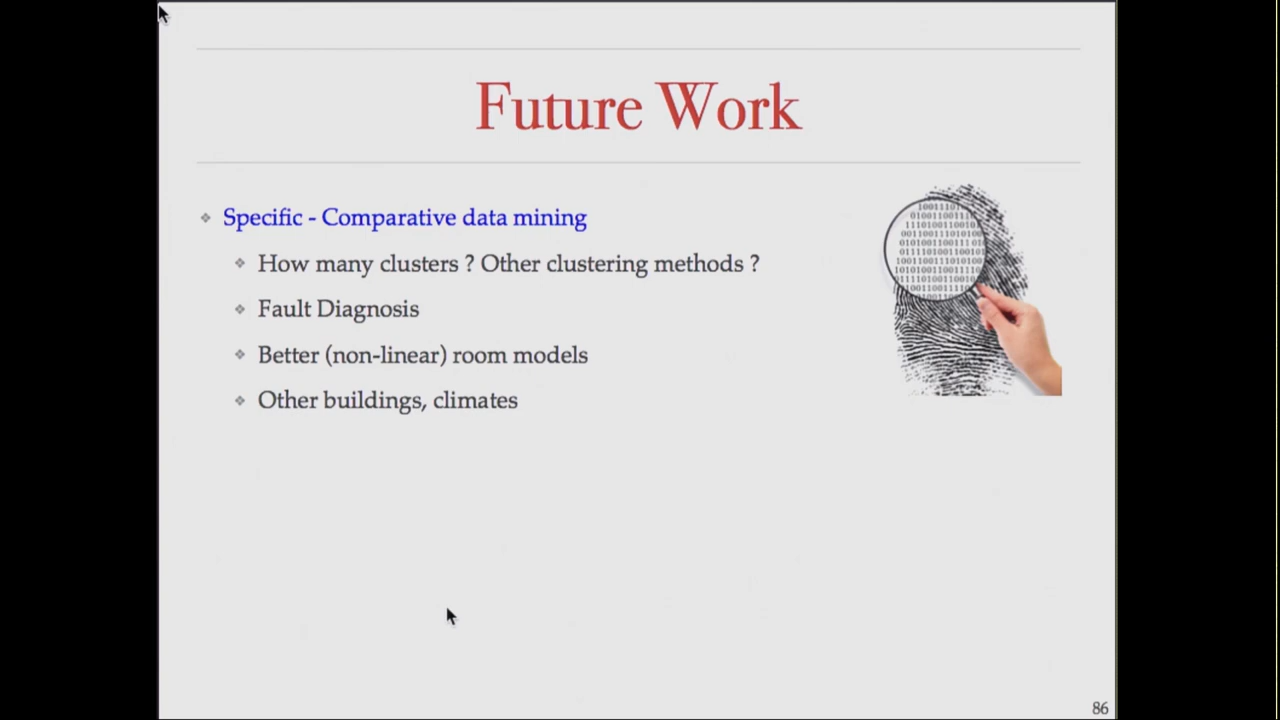 Future Work
Specific - Comparative data mining
How many clusters ? Other clustering methods ?
Fault Diagnosis
Better (non-linear) room models
Other buildings, climates
86